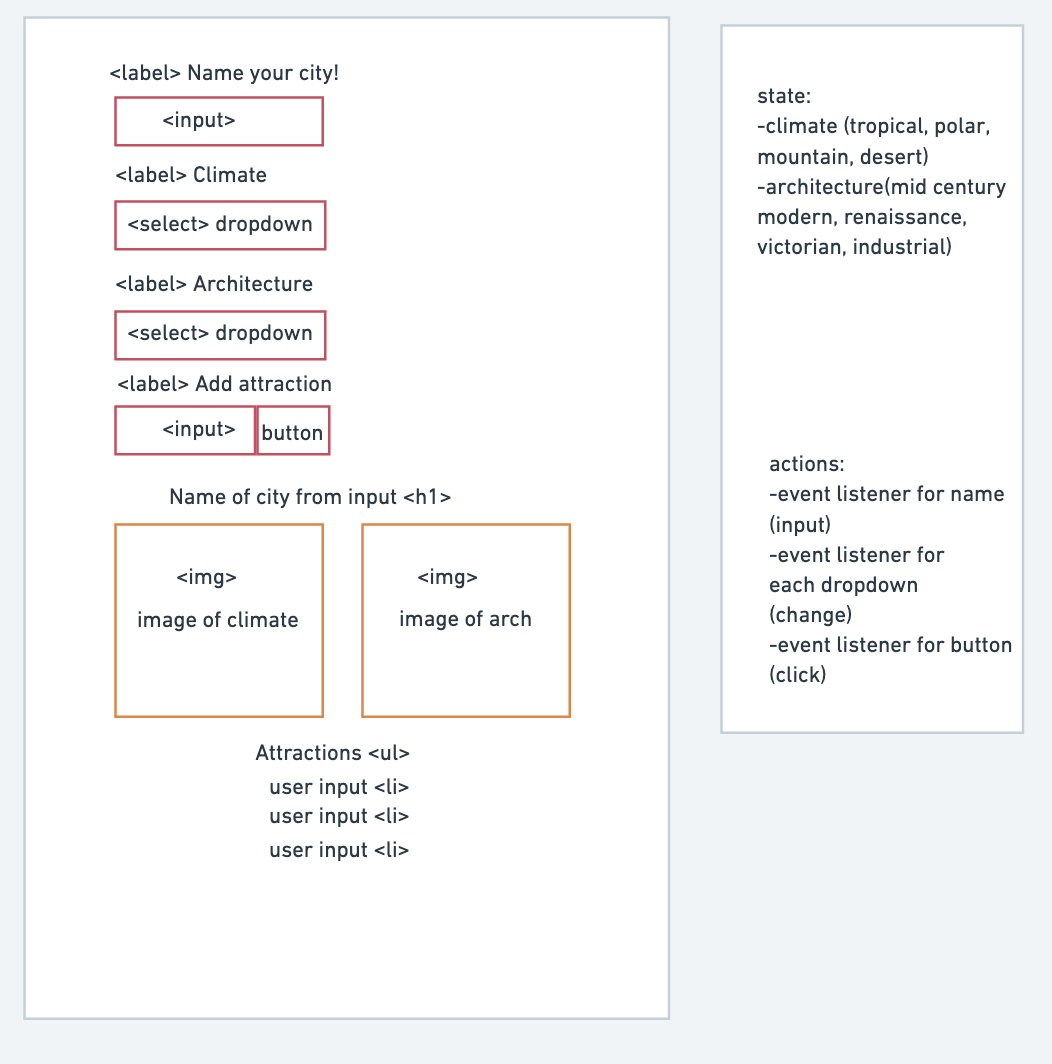 <label> Name your city!
<input>
<label> Climate
<select> dropdown
<label> Architecture
<select> dropdown
<label> Add attraction
<input> button
Name of city from input <h1>
<img> <img>
image of climate image of arch
Attractions <ul>
user input <li>
user input <li>
user input <li>
state:
-climate (tropical, polar,
mountain, desert)
-architecture(mid century
modern, renaissance,
victorian, industrial)
actions:
-event listener for name
(input)
-event listener for
each dropdown
(change)
-event listener for button
(click)